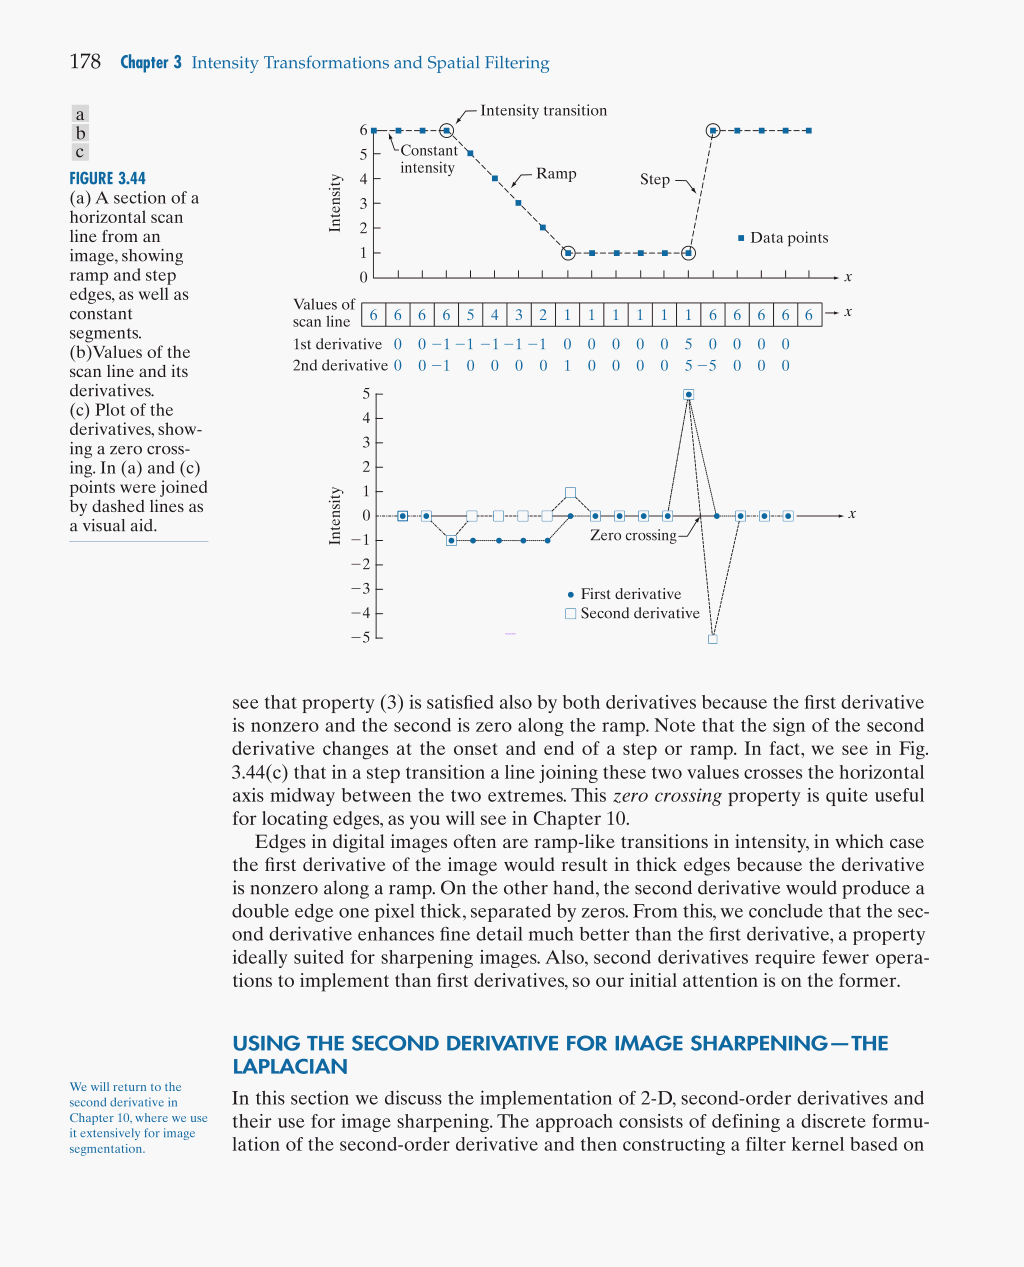 178 Chapter 3 Intensity Transformations and Spatial Filtering
a
b
c
FIGURE 3.44
(a) A section of a
horizontal scan
line from an
image, showing
ramp and step
edges, as well as
constant
segments.
(b)Values of the
scan line and its
derivatives.
(c) Plot of the
derivatives, show-
ing a zero cross-
ing. In (a) and (c)
points were joined
by dashed lines as
a visual aid.
Intensity transition
Constant
intensity
Ramp
Step
Data points
Intensity
6
5
4
3
2
1
0
x
Values of
scan line
6 6 6 6 5 4 3 2 1 1 1 1 1 1 6 6 6 6 6
x
1st derivative 0 0 −1 −1 −1 −1 −1 0 0 0 0 0 5 0 0 0 0
2nd derivative 0 0 −1 0 0 0 0 1 0 0 0 0 5 −5 0 0 0
5
4
3
2
1
0
−1
−2
−3
−4
−5
Intensity
x
Zero crossing
First derivative
Second derivative
see that property (3) is satisfied also by both derivatives because the first derivative
is nonzero and the second is zero along the ramp. Note that the sign of the second
derivative changes at the onset and end of a step or ramp. In fact, we see in Fig.
3.44(c) that in a step transition a line joining these two values crosses the horizontal
axis midway between the two extremes. This zero crossing property is quite useful
for locating edges, as you will see in Chapter 10.
Edges in digital images often are ramp-like transitions in intensity, in which case
the first derivative of the image would result in thick edges because the derivative
is nonzero along a ramp. On the other hand, the second derivative would produce a
double edge one pixel thick, separated by zeros. From this, we conclude that the sec-
ond derivative enhances fine detail much better than the first derivative, a property
ideally suited for sharpening images. Also, second derivatives require fewer opera-
tions to implement than first derivatives, so our initial attention is on the former.
USING THE SECOND DERIVATIVE FOR IMAGE SHARPENING—THE
LAPLACIAN
We will return to the
second derivative in
Chapter 10, where we use
it extensively for image
segmentation.
In this section we discuss the implementation of 2-D, second-order derivatives and
their use for image sharpening. The approach consists of defining a discrete formu-
lation of the second-order derivative and then constructing a filter kernel based on